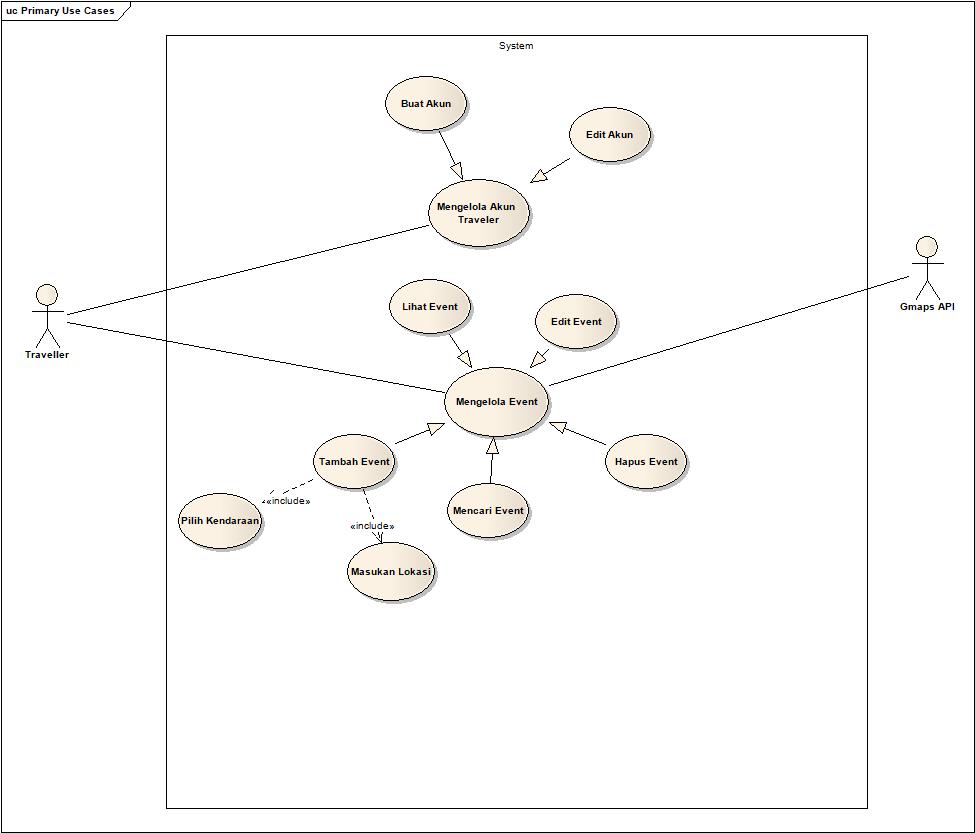 uc Primary Use Cases
System
Buat Akun
Edit Akun
Mengelola Akun
Traveler
Lihat Event
Edit Event
Traveller
Gmaps API
Mengelola Event
Tambah Event
Hapus Event
«include»
Mencari Event
Pilih Kendaraan
«include»
Masukan Lokasi